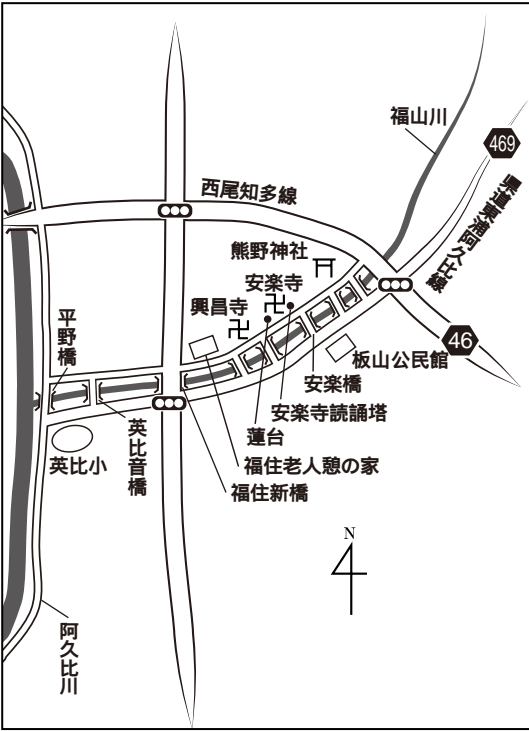 福山川
469
西尾知多線
県道東浦阿久比線
熊野神社
安楽寺
興昌寺
平野橋
46
板山公民館
安楽橋
安楽寺読誦塔
蓮台
英比音橋
英比小
福住老人憩の家
福住新橋
N
阿久比川